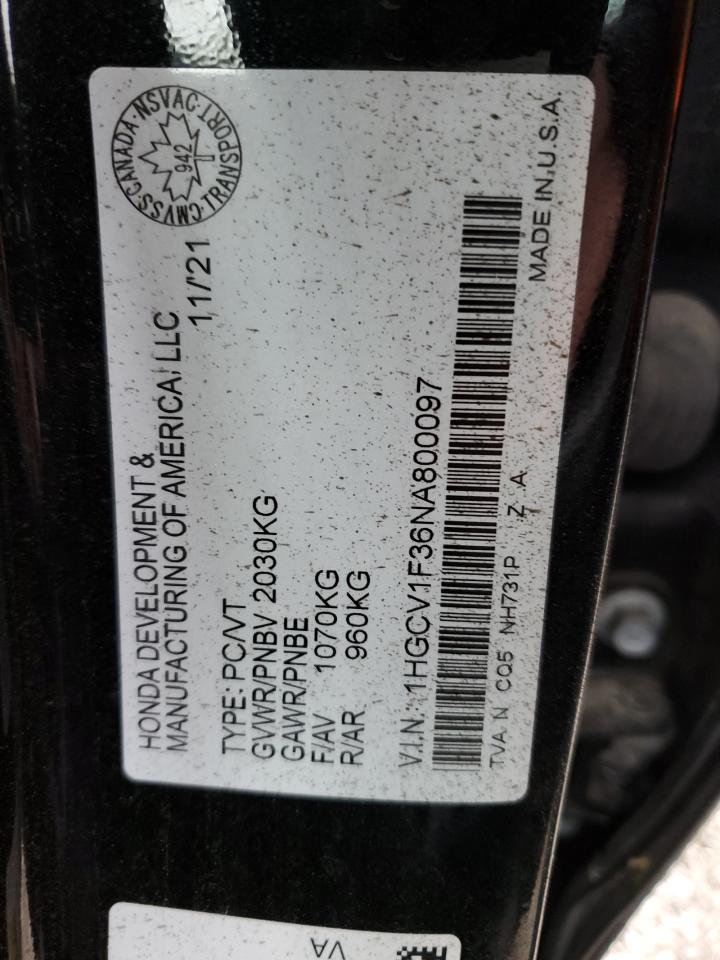 HONDA DEVELOPMENT &
MANUFACTURING OF AMERICA, LLC
11/'21
CMVSS CANADA · NSVAC · TRANSPORT ·
942
TYPE: PC/VT
GVWR/PNBV 2030KG
GAWR/PNBE
F/AV 1070KG
R/AR 960KG
V.I.N. 1HGCV1F36NA800097
TVA N CQ5 NH731P Z A
MADE IN U.S.A.
VA